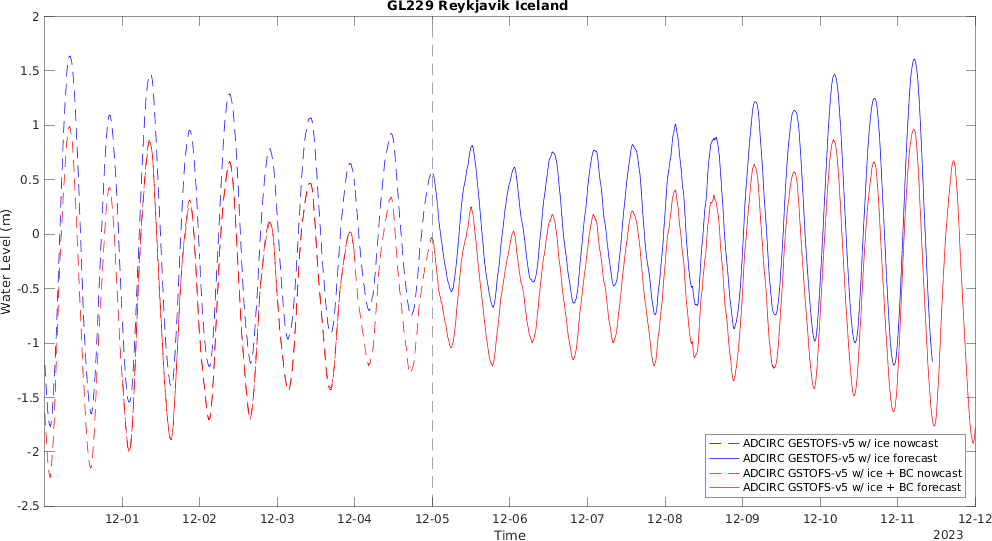 GL229 Reykjavik Iceland
2
1.5
1
0.5
0
-0.5
-1
-1.5
-2
-2.5
Water Level (m)
ADCIRC GESTOFS-v5 w/ ice nowcast
ADCIRC GESTOFS-v5 w/ ice forecast
ADCIRC GSTOFS-v5 w/ ice + BC nowcast
ADCIRC GSTOFS-v5 w/ ice + BC forecast
12-01 12-02 12-03 12-04 12-05 12-06 12-07 12-08 12-09 12-10 12-11 12-12
Time
2023